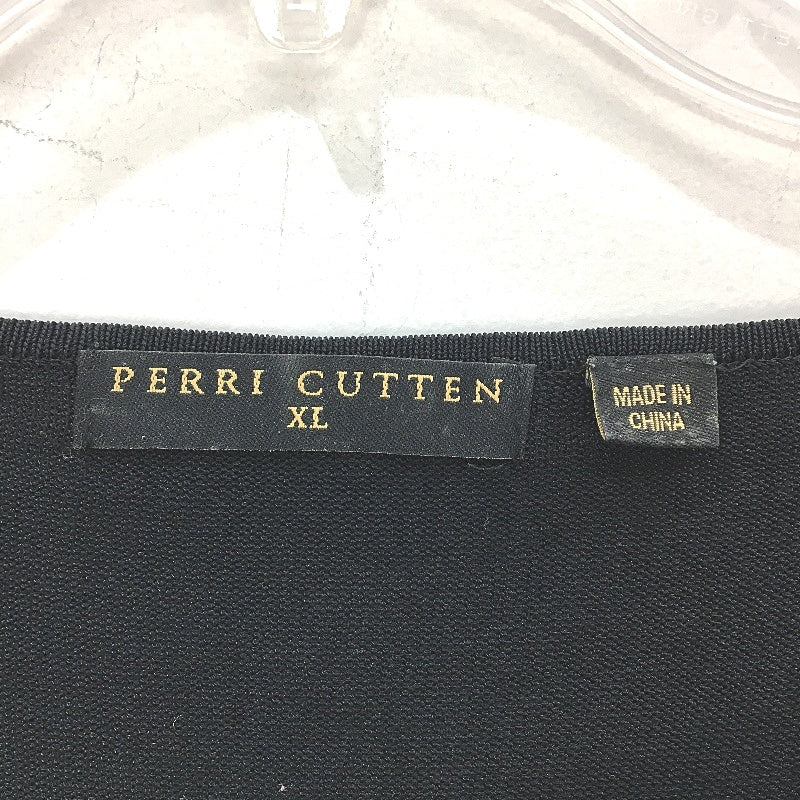 PERRI CUTTEN
XL
MADE IN
CHINA